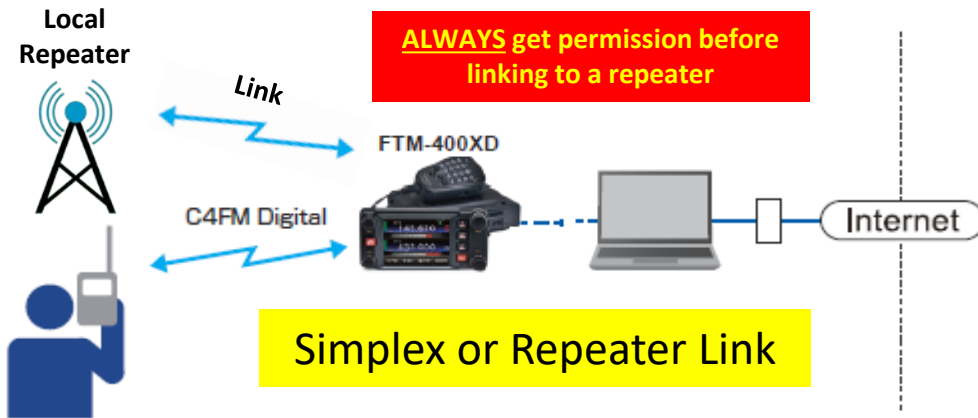 Local
Repeater
ALWAYS get permission before
linking to a repeater
Link
FTM-400XD
C4FM Digital
Internet
Simplex or Repeater Link